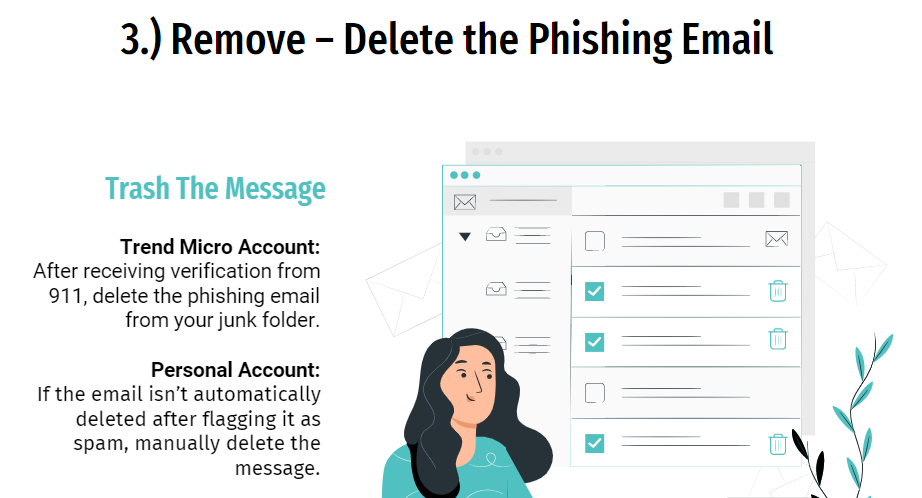 3.) Remove – Delete the Phishing Email
Trash The Message
Trend Micro Account:
After receiving verification from
911, delete the phishing email
from your junk folder.
Personal Account:
If the email isn’t automatically
deleted after flagging it as
spam, manually delete the
message.